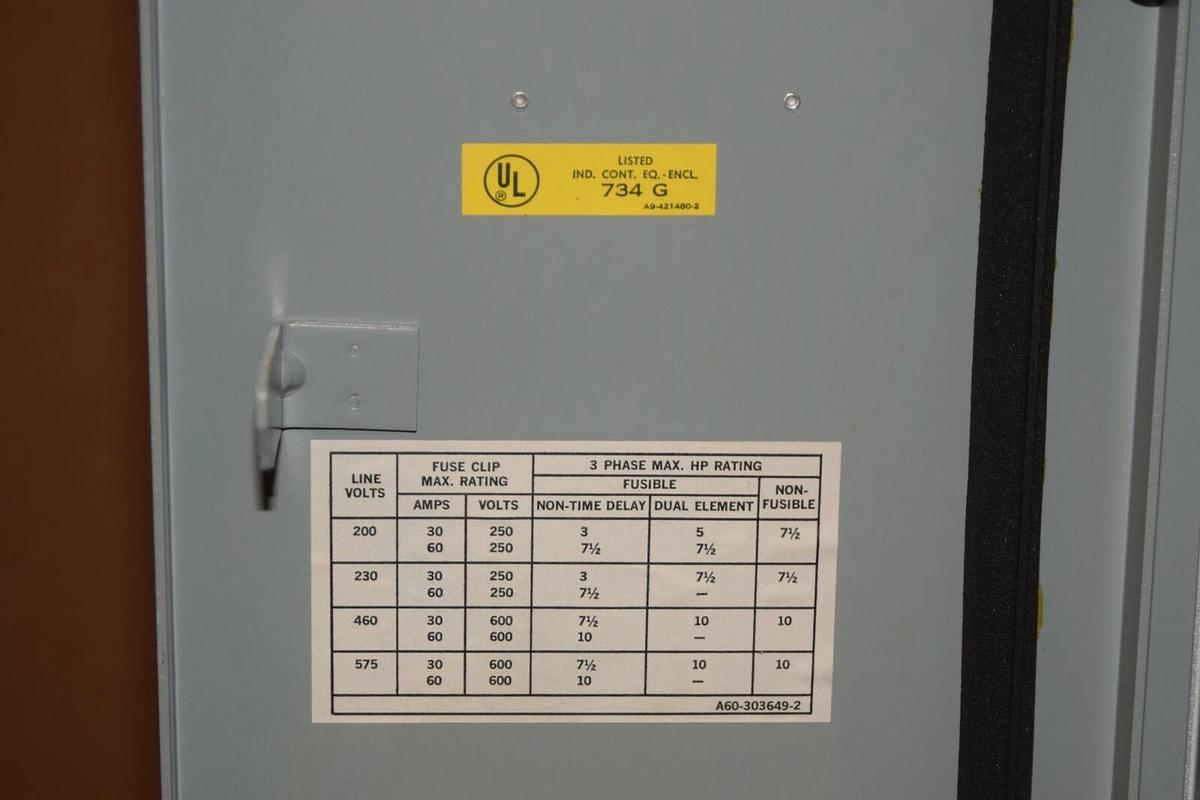 UL
®
LISTED
IND. CONT. EQ.-ENCL.
734 G
A9-421480-2
LINE VOLTS | FUSE CLIP MAX. RATING | 3 PHASE MAX. HP RATING
FUSIBLE | NON-FUSIBLE
AMPS | VOLTS | NON-TIME DELAY | DUAL ELEMENT
200 | 30 | 250 | 3 | 5 | 7½
60 | 250 | 7½ | 7½
230 | 30 | 250 | 3 | 7½ | 7½
60 | 250 | 7½ | —
460 | 30 | 600 | 7½ | 10 | 10
60 | 600 | 10 | —
575 | 30 | 600 | 7½ | 10 | 10
60 | 600 | 10 | —
A60-303649-2